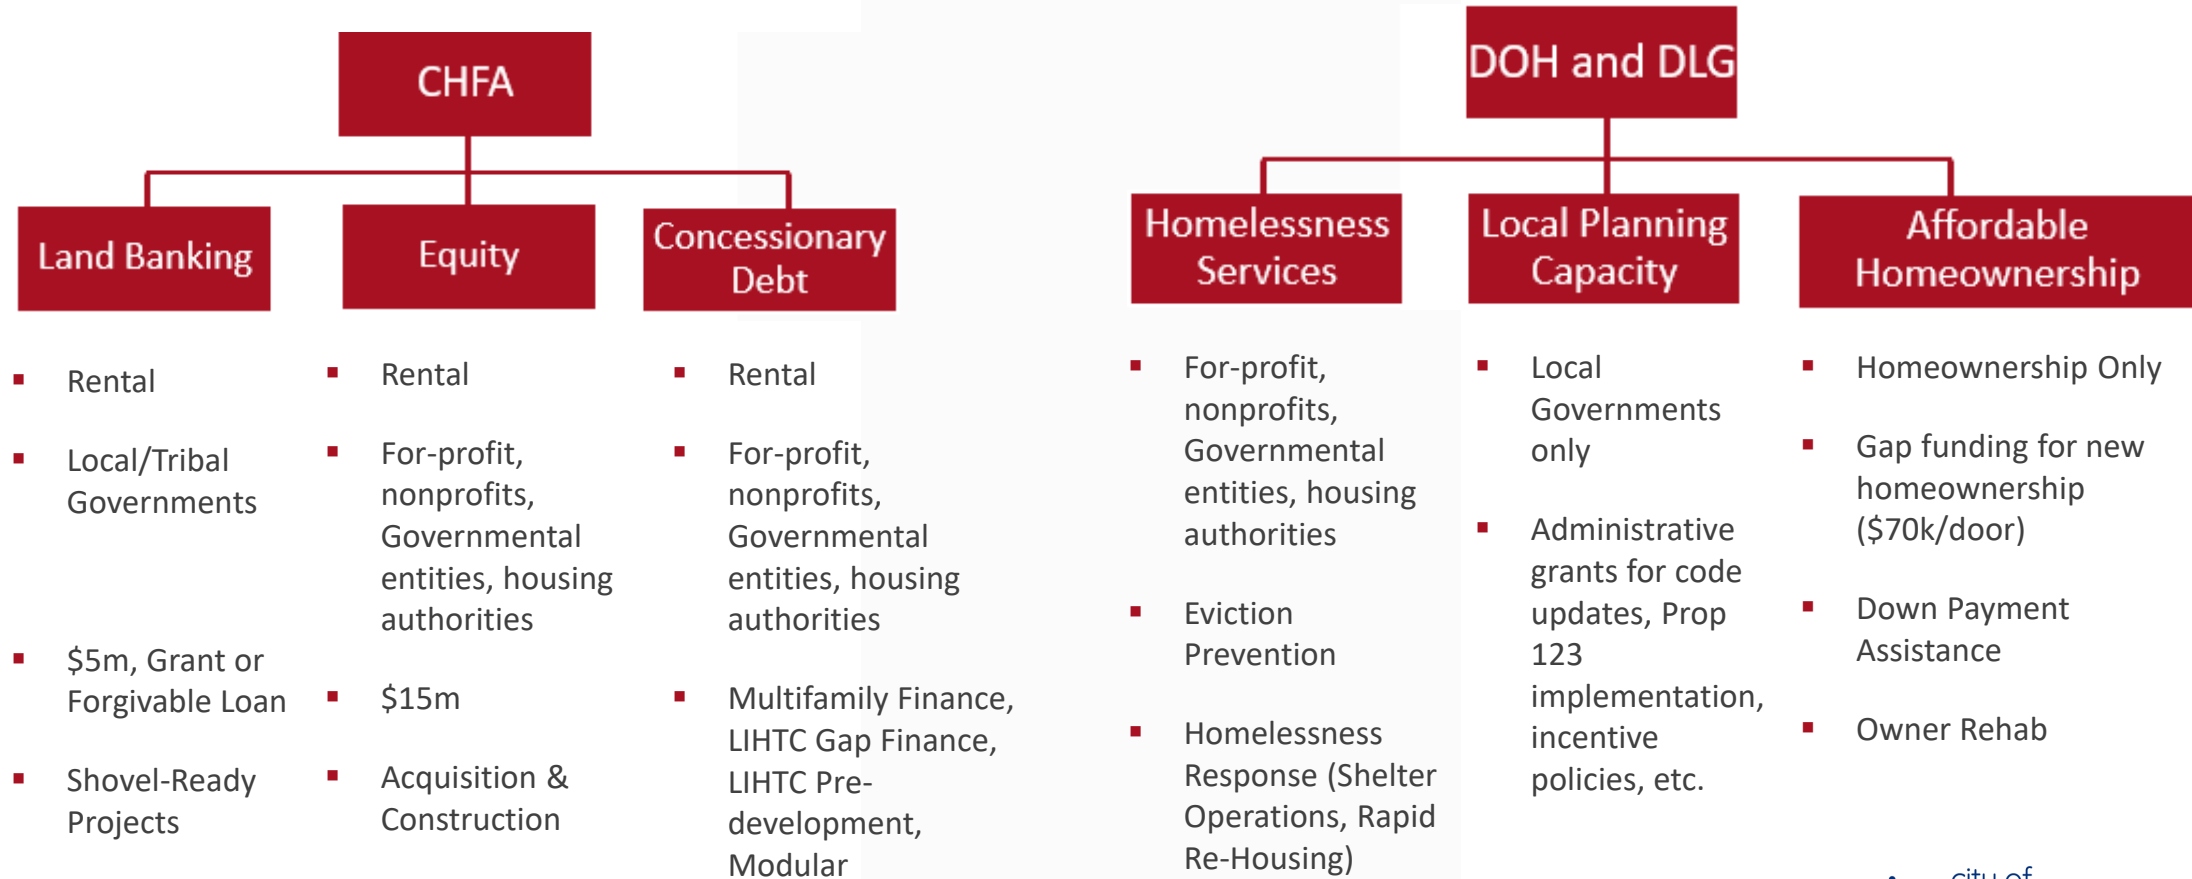 CHFA
Land Banking
Rental
Local/Tribal
Governments
$5m, Grant or
Forgivable Loan
Shovel-Ready
Projects
Equity
Rental
For-profit,
nonprofits,
Governmental
entities, housing
authorities
$15m
Acquisition &
Construction
Concessionary
Debt
Rental
For-profit,
nonprofits,
Governmental
entities, housing
authorities
Multifamily Finance,
LIHTC Gap Finance,
LIHTC Pre-
development,
Modular
DOH and DLG
Homelessness
Services
For-profit,
nonprofits,
Governmental
entities, housing
authorities
Eviction
Prevention
Homelessness
Response (Shelter
Operations, Rapid
Re-Housing)
Local Planning
Capacity
Local
Governments
only
Administrative
grants for code
updates, Prop
123
implementation,
incentive
policies, etc.
Affordable
Homeownership
Homeownership Only
Gap funding for new
homeownership
($70k/door)
Down Payment
Assistance
Owner Rehab
city of